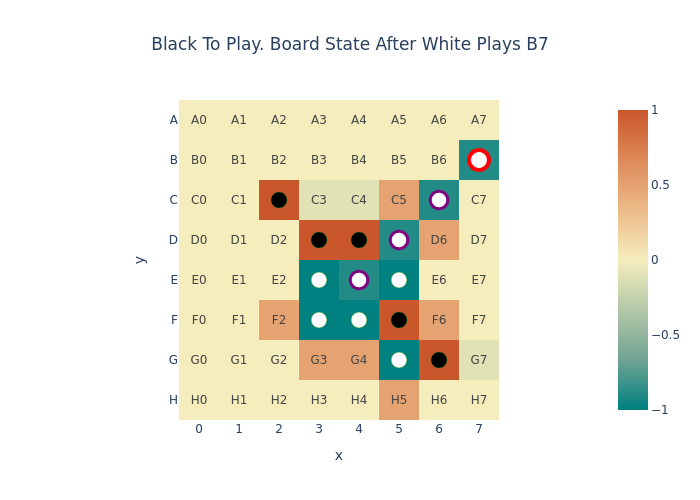 Black To Play. Board State After White Plays B7
A A0 A1 A2 A3 A4 A5 A6 A7 1
B B0 B1 B2 B3 B4 B5 B6
C C0 C1 C3 C4 C5 C7 0.5
D D0 D1 D2 D6 D7
y 0
E E0 E1 E2 E6 E7
F F0 F1 F2 F6 F7 −0.5
G G0 G1 G2 G3 G4 G7
H H0 H1 H2 H3 H4 H5 H6 H7 −1
0 1 2 3 4 5 6 7
x